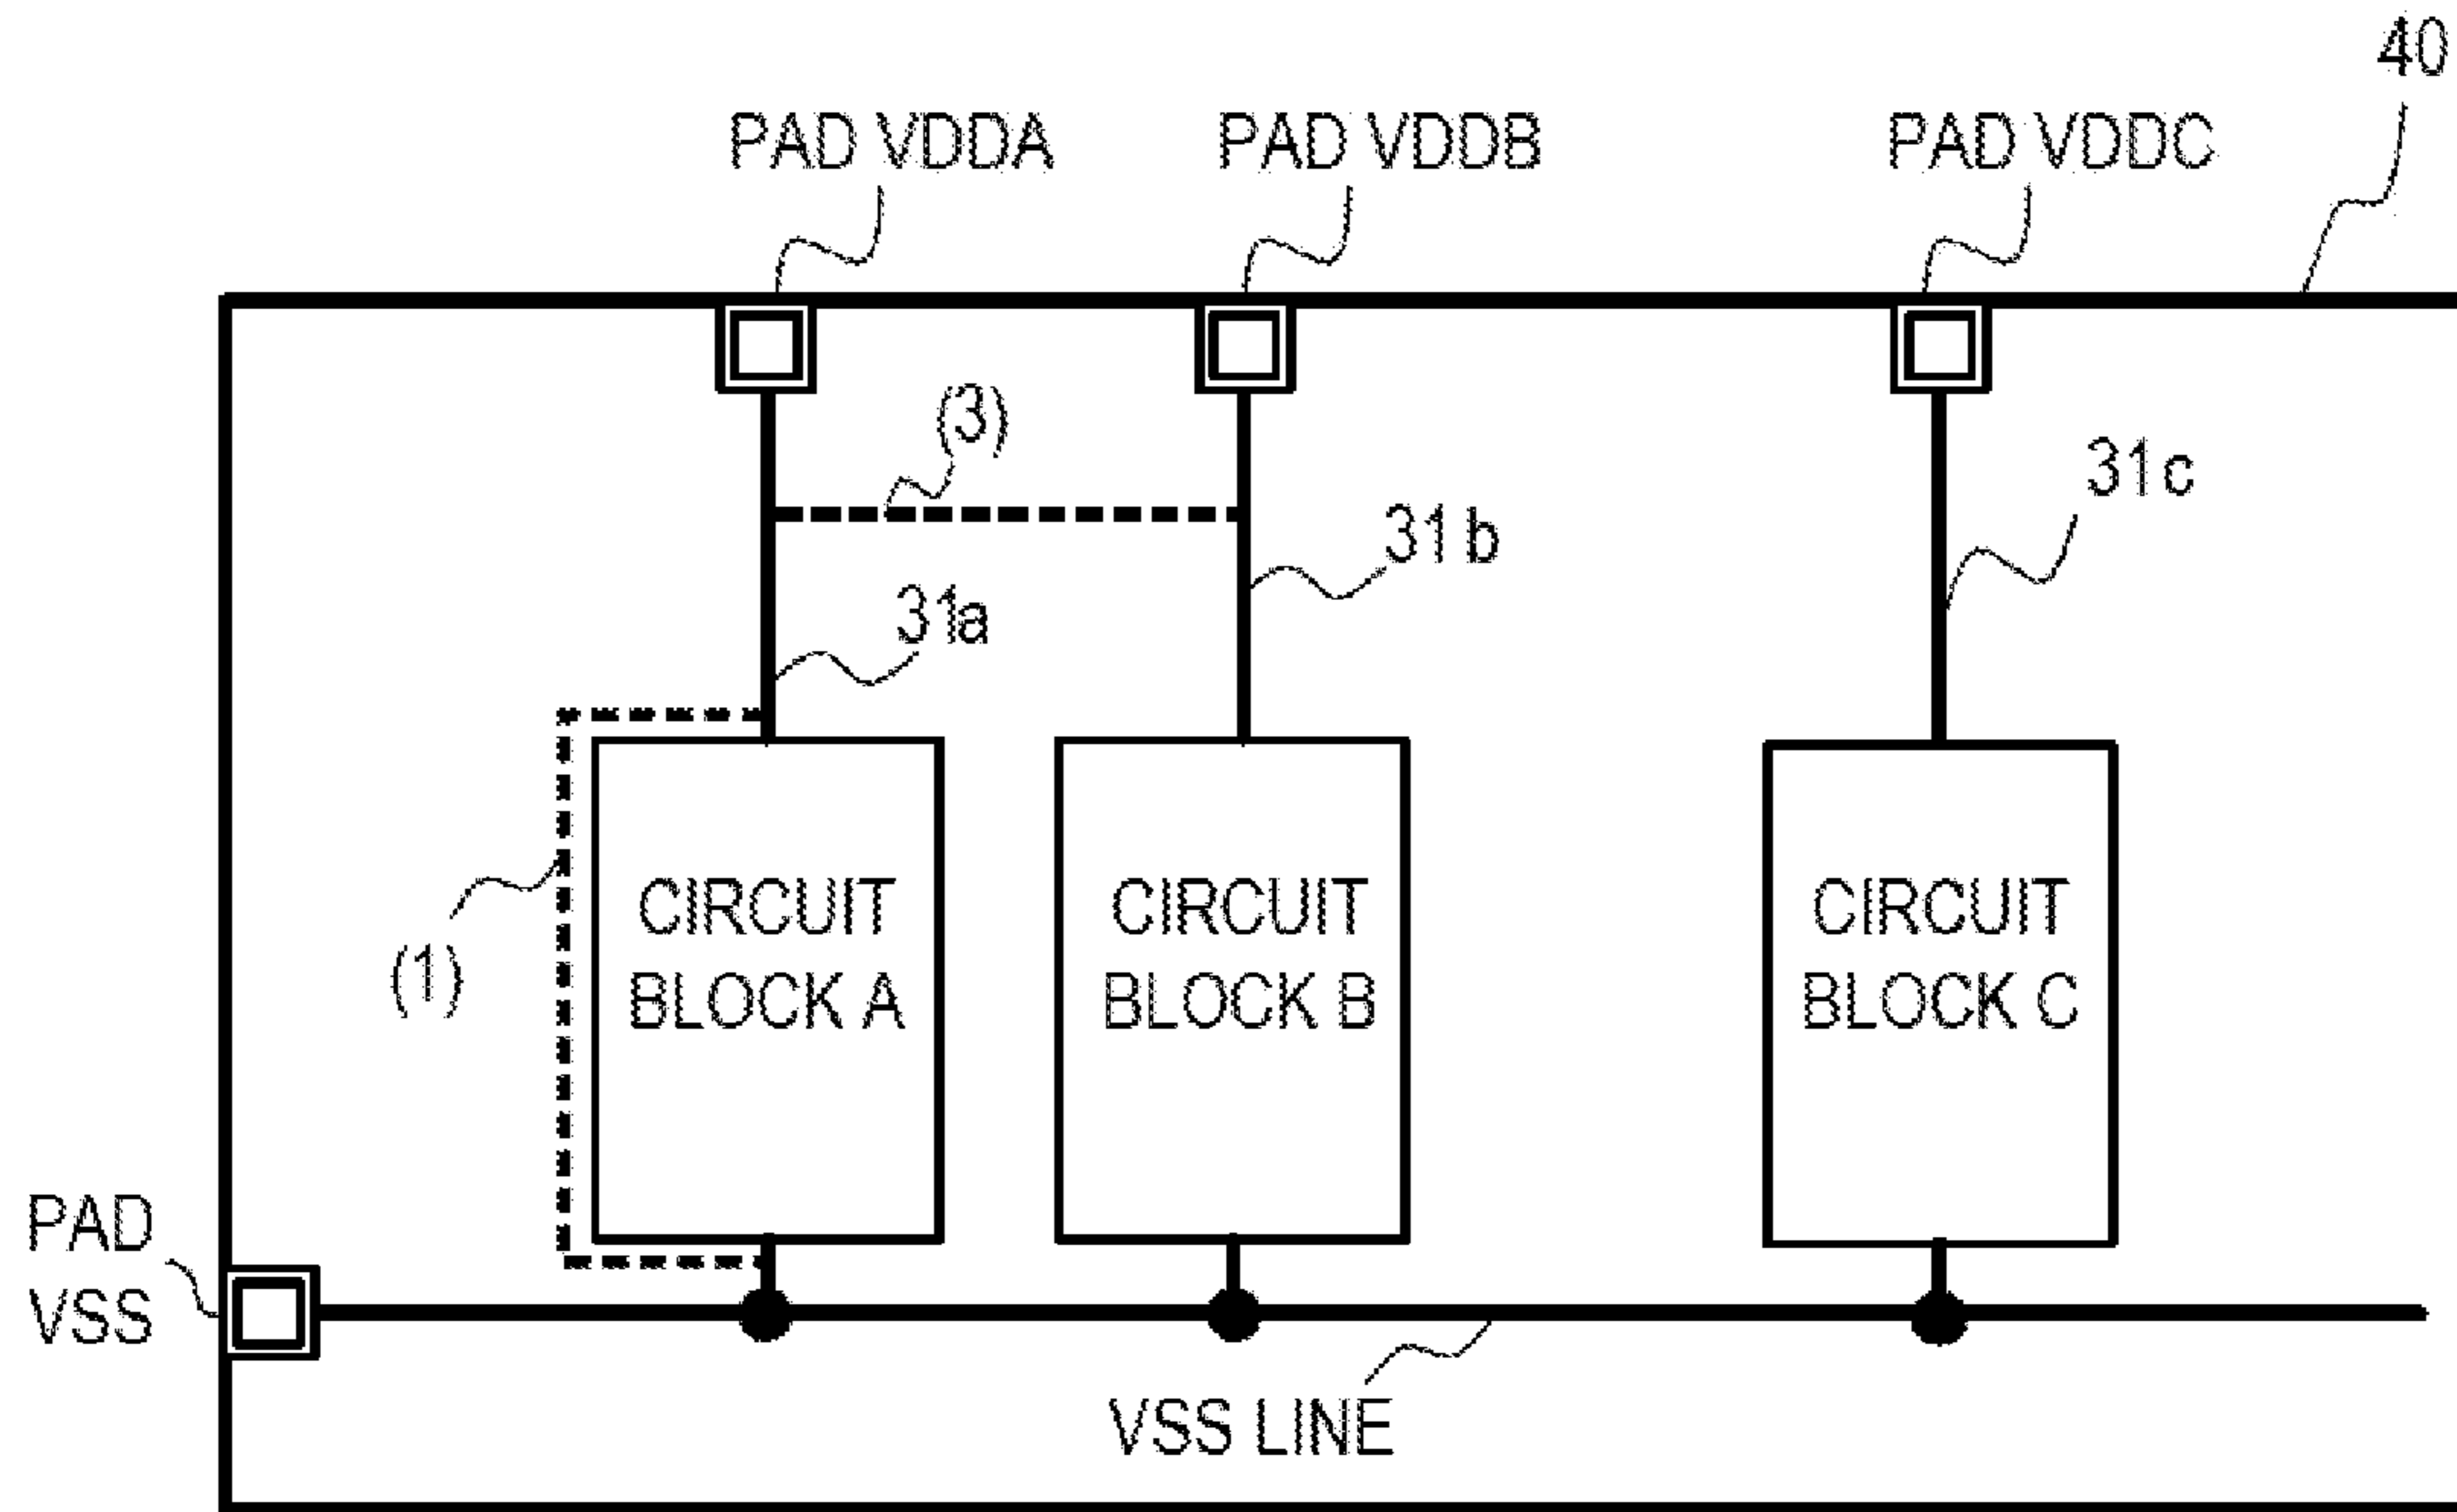 40
PAD VDDA
PAD VDDB
PAD VDDC
(3)
31c
31b
31a
CIRCUIT
BLOCK A
CIRCUIT
BLOCK B
CIRCUIT
BLOCK C
(1)
PAD
VSS
VSS LINE